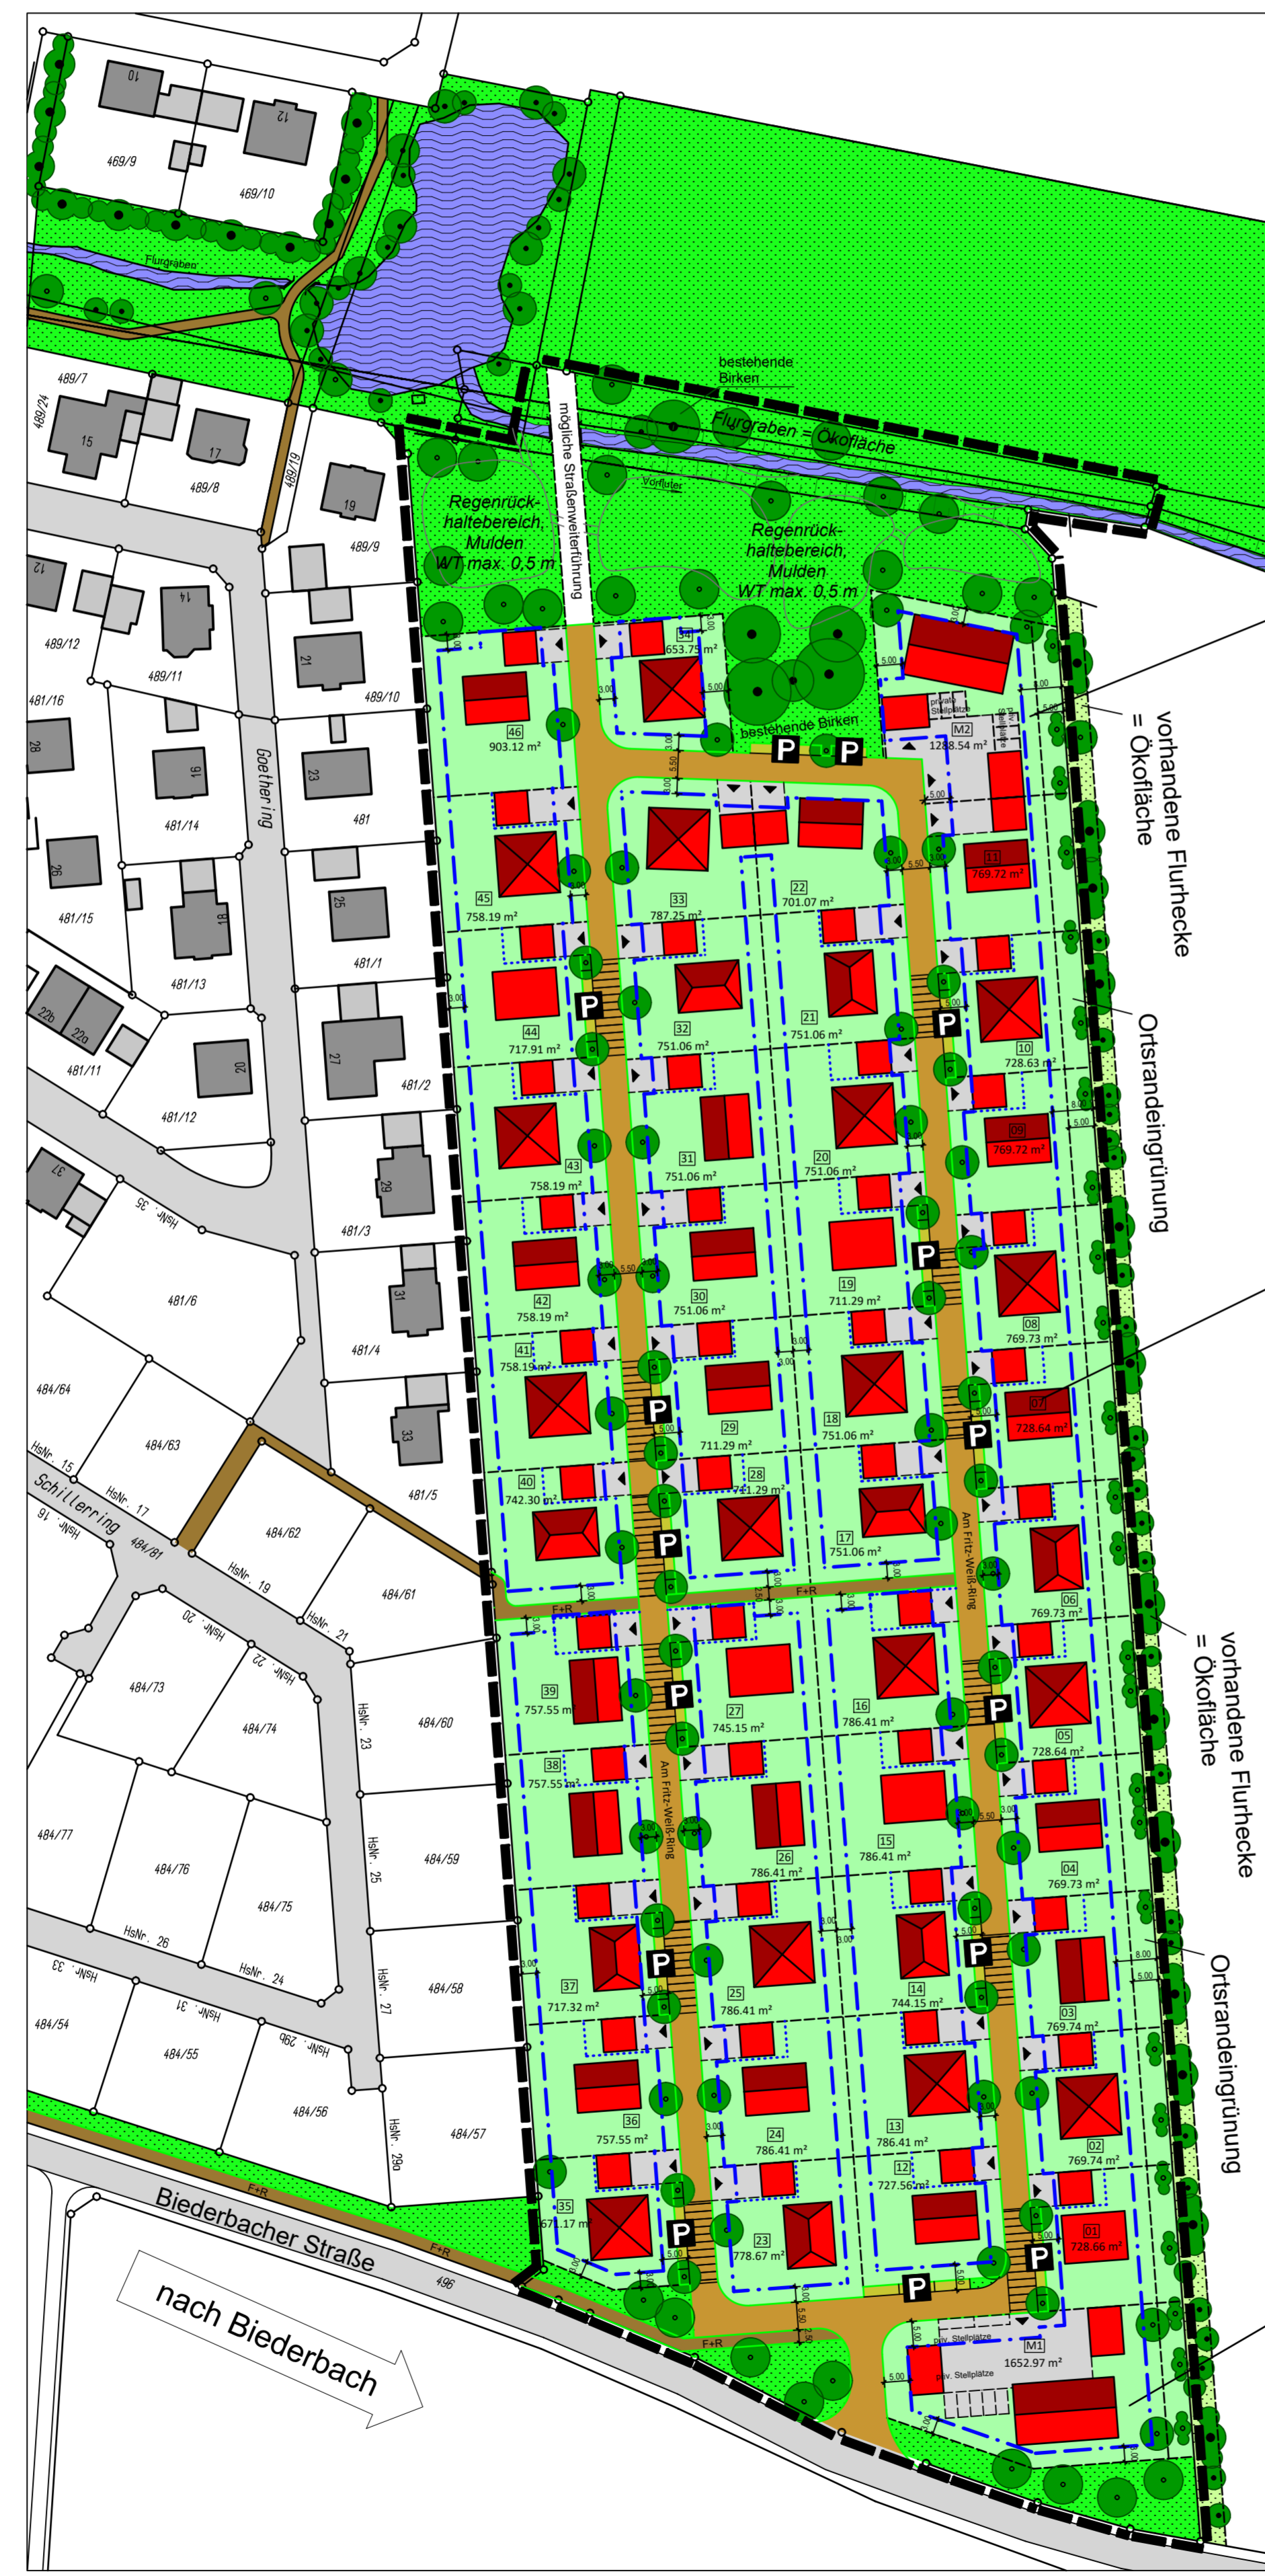 10
12
469/9
469/10
Flurgraben
bestehende
Birken
Flurgraben = Ökofläche
mögliche Straßenweiterführung
Vorfluter
Regenrück-
haltebereich,
Mulden
WT max. 0,5 m
Regenrück-
haltebereich,
Mulden
WT max. 0,5 m
489/7
489/24
15
17
489/8
489/19
19
489/9
12
14
489/12
489/11
21
489/10
481/16
28
16
23
481/14
481
Goethering
26
18
25
481/15
481/13
481/1
22b
22a
20
27
481/11
481/12
481/2
37
HsNr. 35
29
481/3
481/6
31
481/4
33
481/5
484/64
484/63
HsNr. 15
HsNr. 17
HsNr. 16
Schillerring
484/81
484/62
484/61
HsNr. 19
HsNr. 21
HsNr. 20
HsNr. 22
HsNr. 23
484/73
484/74
484/60
484/77
484/76
484/75
HsNr. 25
484/59
HsNr. 26
HsNr. 24
HsNr. 33
HsNr. 31
HsNr. 29b
HsNr. 27
484/58
484/54
484/55
484/56
HsNr. 29a
484/57
F+R
Biederbacher Straße
F+R
496
nach Biederbach
34
653.75 m²
private
Stellplätze
priv.
Stellplätze
M2
1288.54 m²
46
903.12 m²
bestehende Birken
P
P
11
769.72 m²
45
758.19 m²
33
787.25 m²
22
701.07 m²
44
717.91 m²
P
32
751.06 m²
21
751.06 m²
P
10
728.63 m²
43
758.19 m²
31
751.06 m²
20
751.06 m²
09
769.72 m²
42
758.19 m²
30
751.06 m²
19
711.29 m²
P
08
769.73 m²
41
758.19 m²
P
29
711.29 m²
18
751.06 m²
P
07
728.64 m²
40
742.30 m²
P
28
711.29 m²
17
751.06 m²
Am Fritz-Weiß-Ring
06
769.73 m²
F+R
F+R
39
757.55 m²
P
27
745.15 m²
16
786.41 m²
P
05
728.64 m²
38
757.55 m²
Am Fritz-Weiß-Ring
26
786.41 m²
15
786.41 m²
04
769.73 m²
37
717.32 m²
P
25
786.41 m²
14
744.15 m²
P
03
769.74 m²
36
757.55 m²
24
786.41 m²
13
786.41 m²
02
769.74 m²
35
671.17 m²
P
23
778.67 m²
12
727.56 m²
01
728.66 m²
P
P
F+R
priv. Stellplätze
M1
1652.97 m²
priv. Stellplätze
vorhandene Flurhecke
= Ökofläche
Ortsrandeingrünung
vorhandene Flurhecke
= Ökofläche
Ortsrandeingrünung